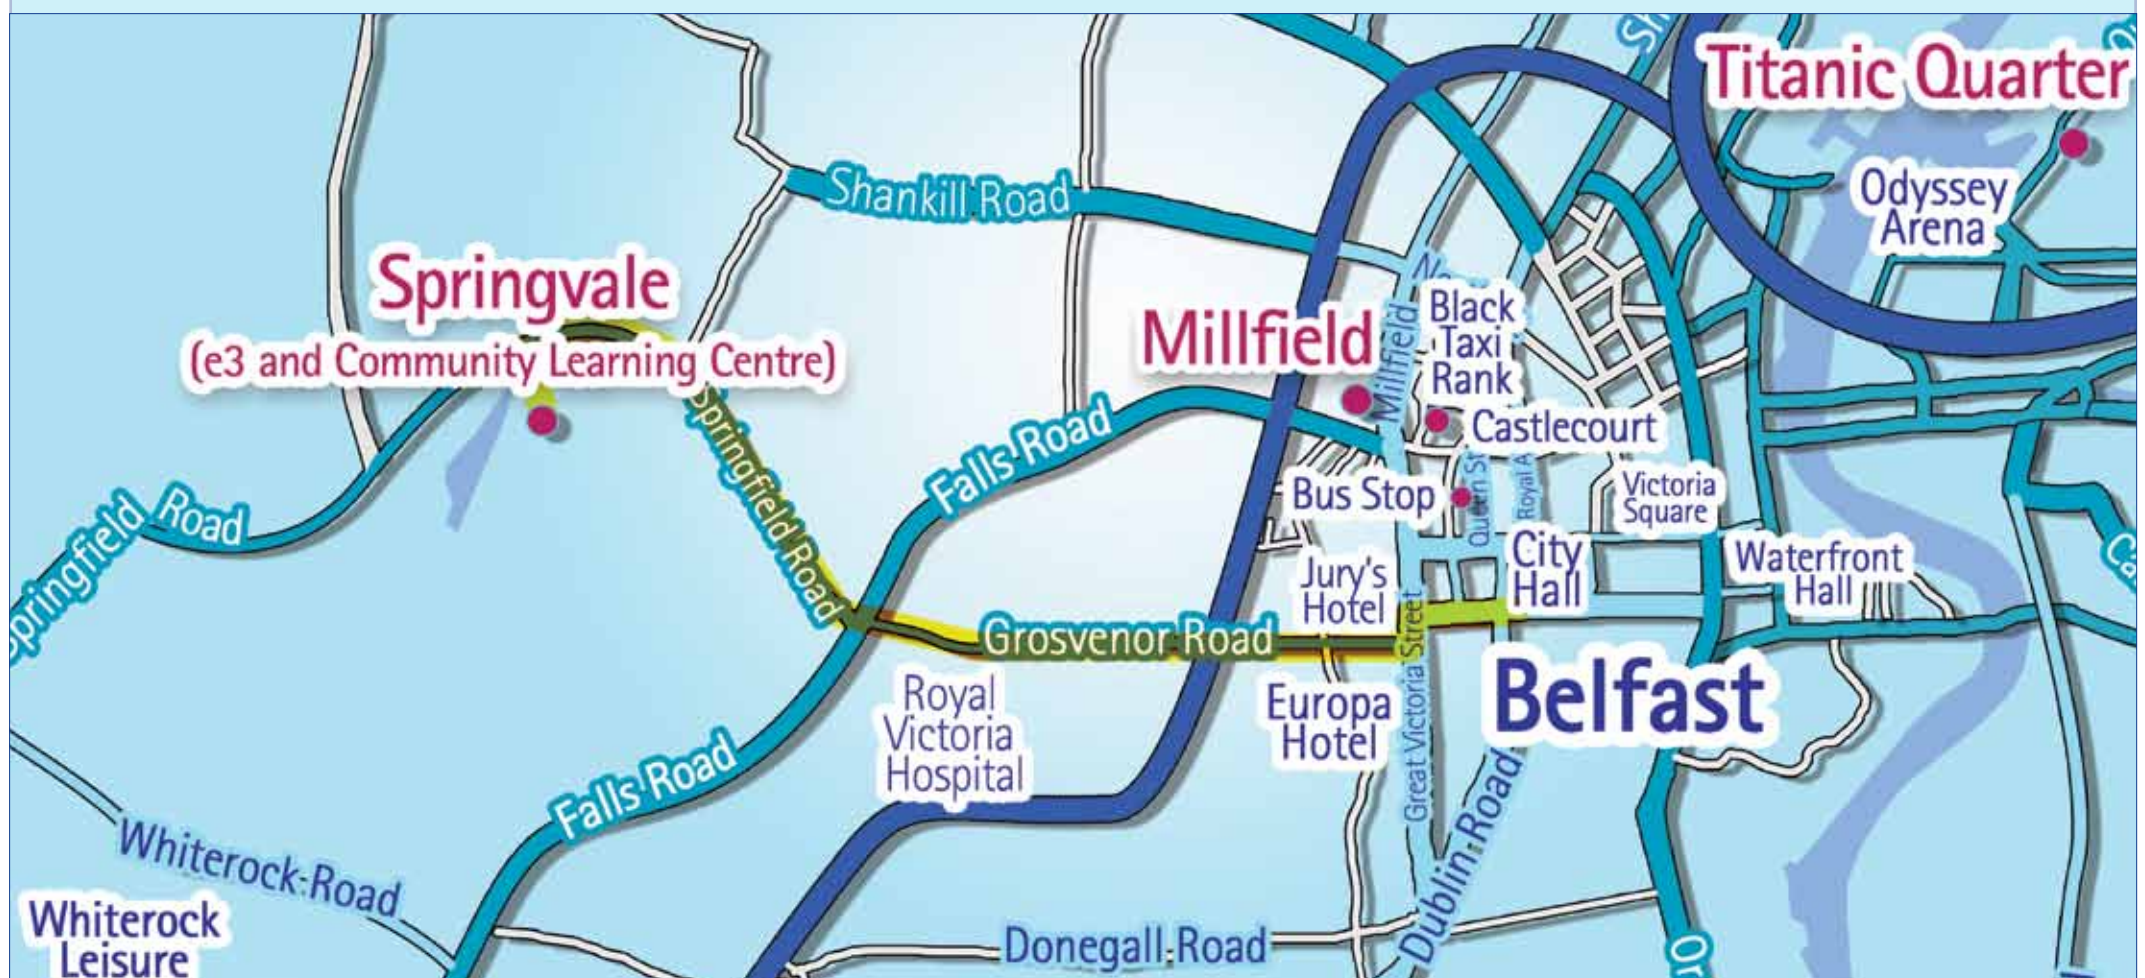 Titanic Quarter
Odyssey
Arena
Shankill Road
Springvale
(e3 and Community Learning Centre)
Millfield
Millfield
Black
Taxi
Rank
Castlecourt
Falls Road
Springfield Road
Springfield Road
Bus Stop
Queen St
Royal A
Victoria
Square
City
Hall
Waterfront
Hall
Jury's
Hotel
Grosvenor Road
Great Victoria Street
Belfast
Europa
Hotel
Royal
Victoria
Hospital
Falls Road
Dublin Road
Whiterock Road
Whiterock
Leisure
Donegall Road